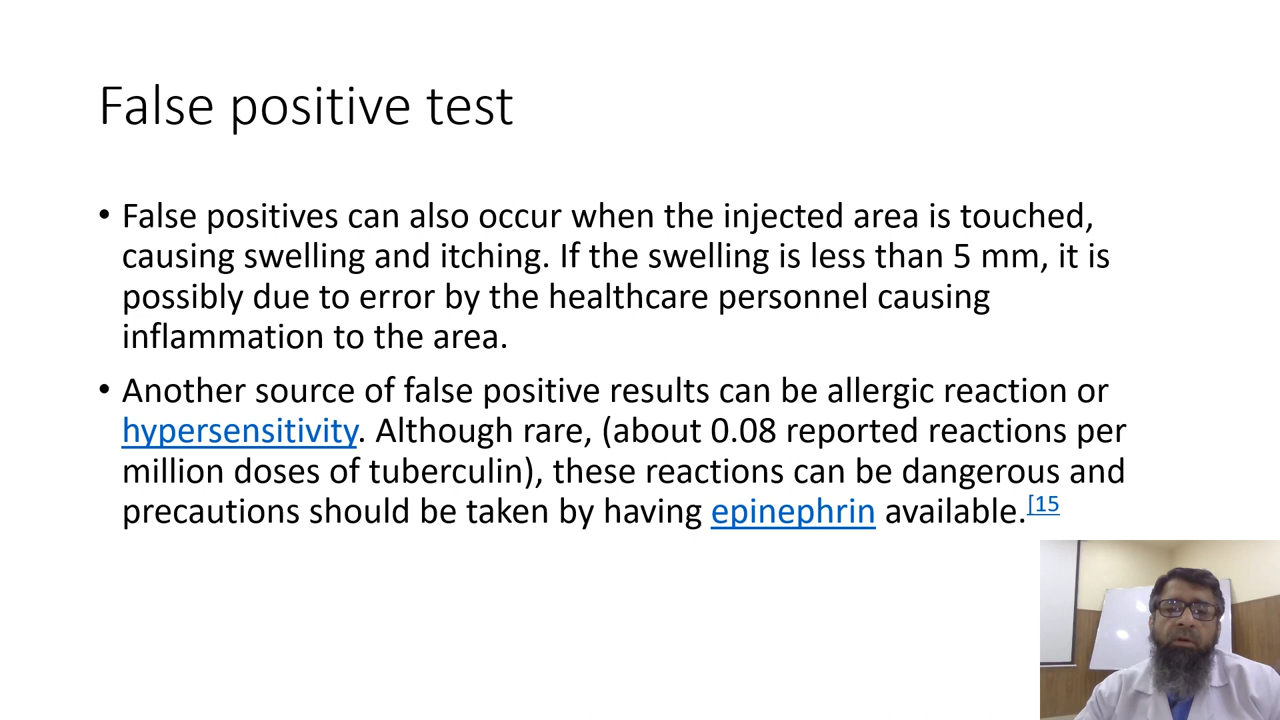 False positive test
• False positives can also occur when the injected area is touched,
causing swelling and itching. If the swelling is less than 5 mm, it is
possibly due to error by the healthcare personnel causing
inflammation to the area.
• Another source of false positive results can be allergic reaction or
hypersensitivity. Although rare, (about 0.08 reported reactions per
million doses of tuberculin), these reactions can be dangerous and
precautions should be taken by having epinephrin available.[15